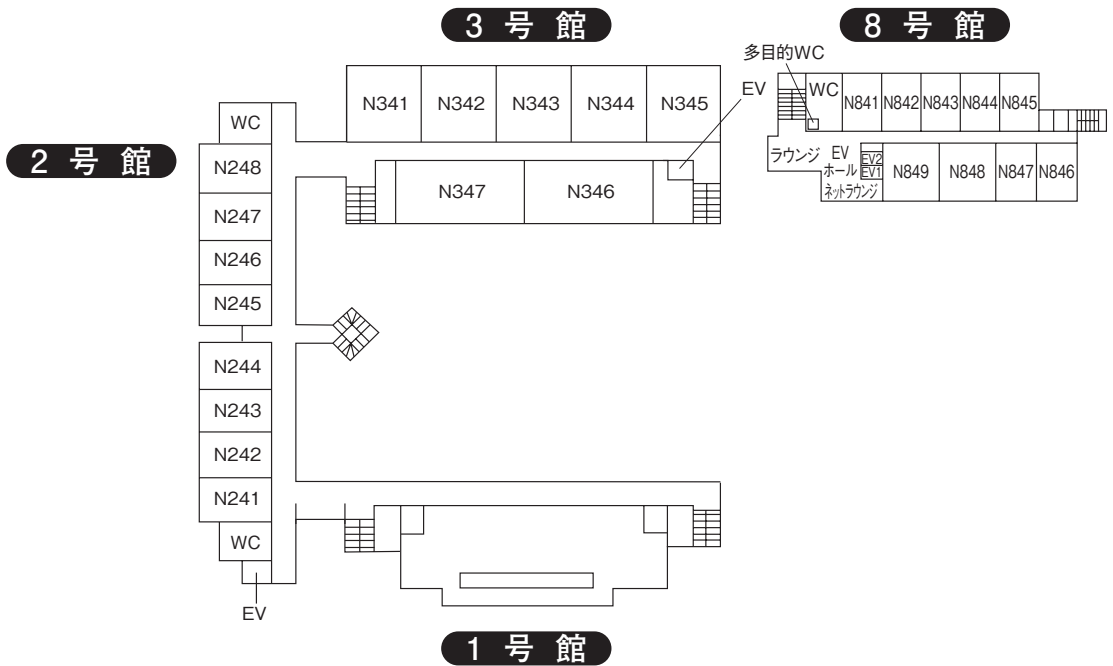 3 号 館
8 号 館
多目的WC
EV
WC
N841
N842
N843
N844
N845
N341
N342
N343
N344
N345
WC
2 号 館
N248
N247
N246
N245
N244
N243
N242
N241
WC
EV
N347
N346
ラウンジ
EV
ホール
ネットラウンジ
EV2
EV1
N849
N848
N847
N846
1 号 館